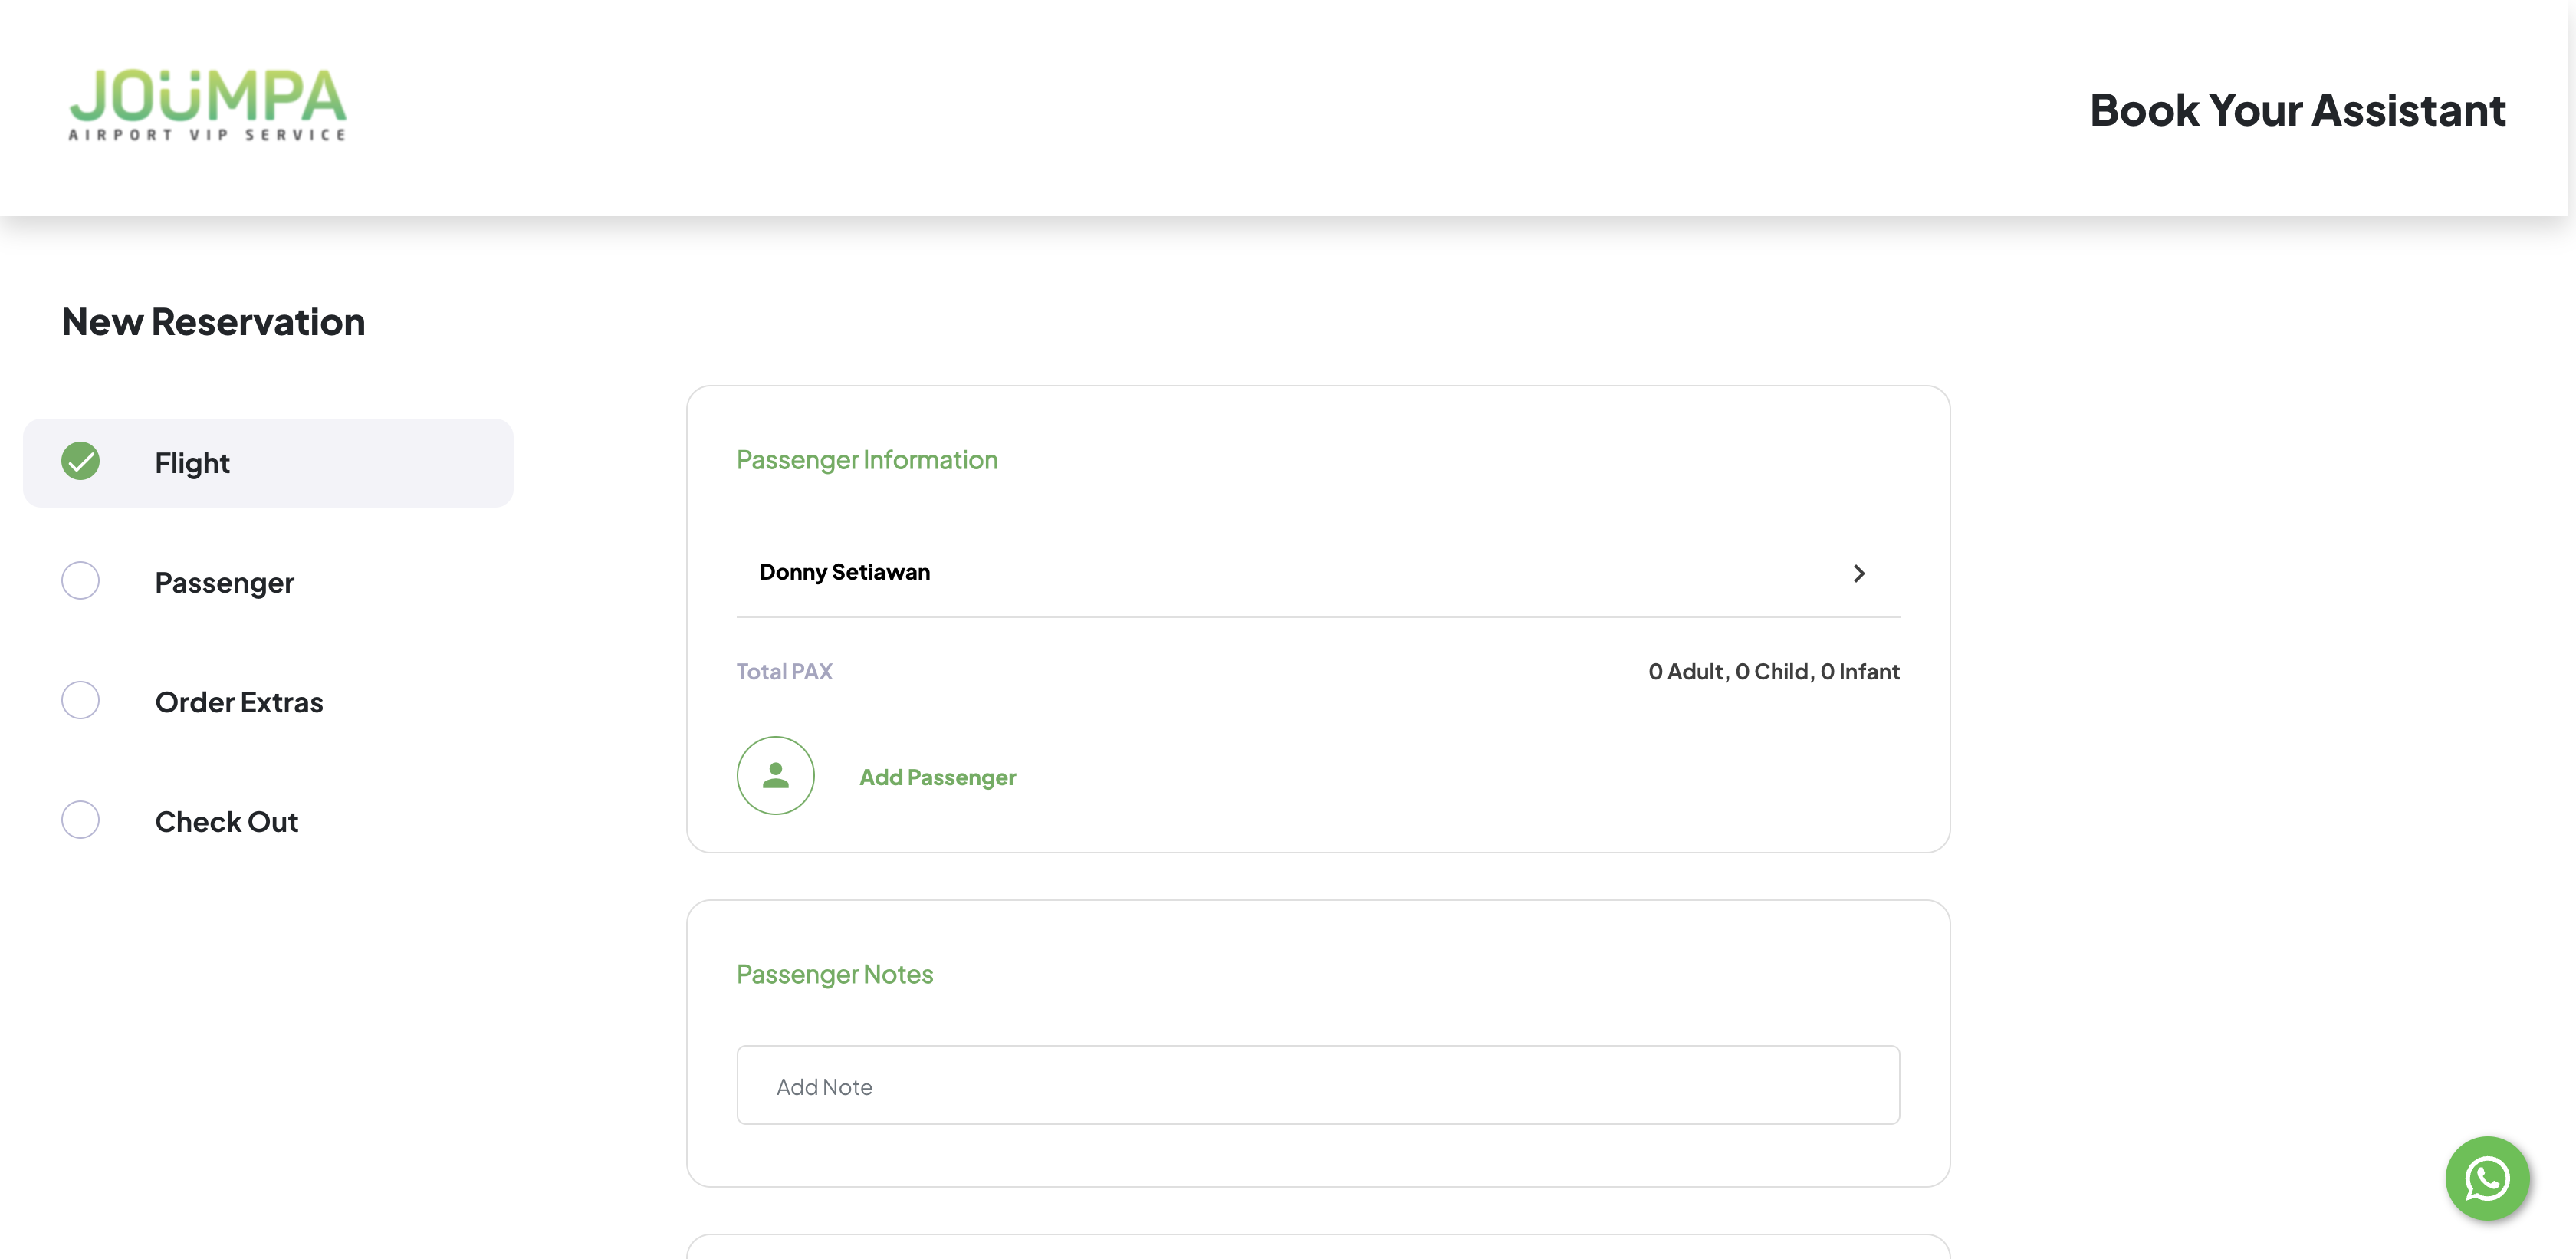 JOÜMPA
AIRPORT VIP SERVICE
Book Your Assistant
New Reservation
Flight
Passenger
Order Extras
Check Out
Passenger Information
Donny Setiawan
Total PAX
0 Adult, 0 Child, 0 Infant
Add Passenger
Passenger Notes
Add Note